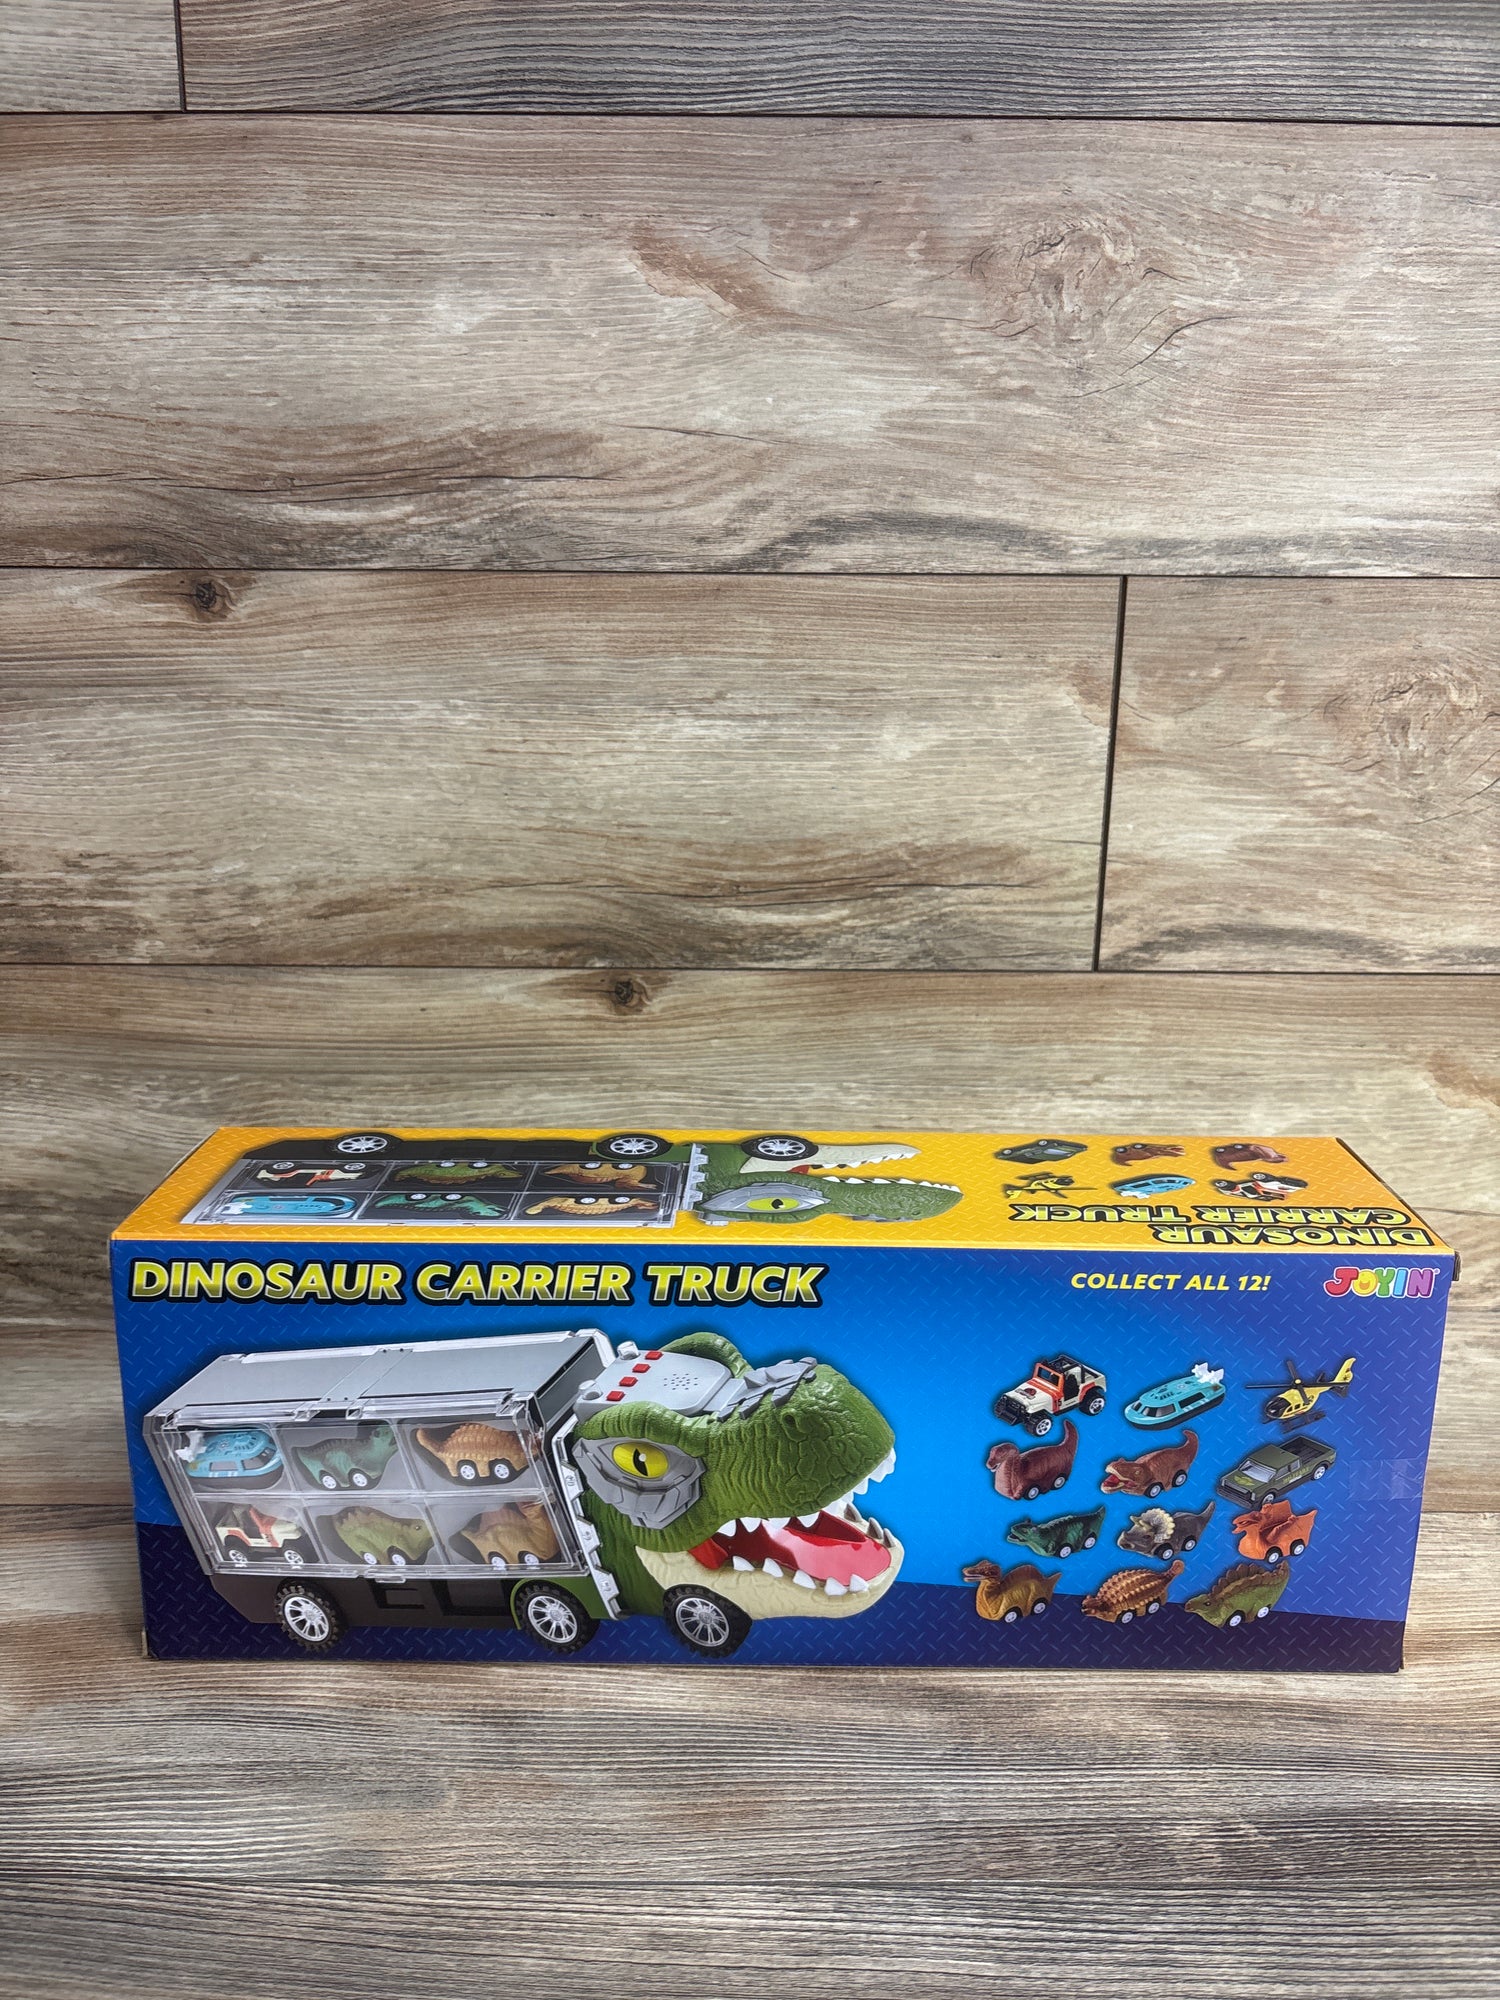 DINOSAUR
CARRIER TRUCK
DINOSAUR CARRIER TRUCK
COLLECT ALL 12!
JOYIN